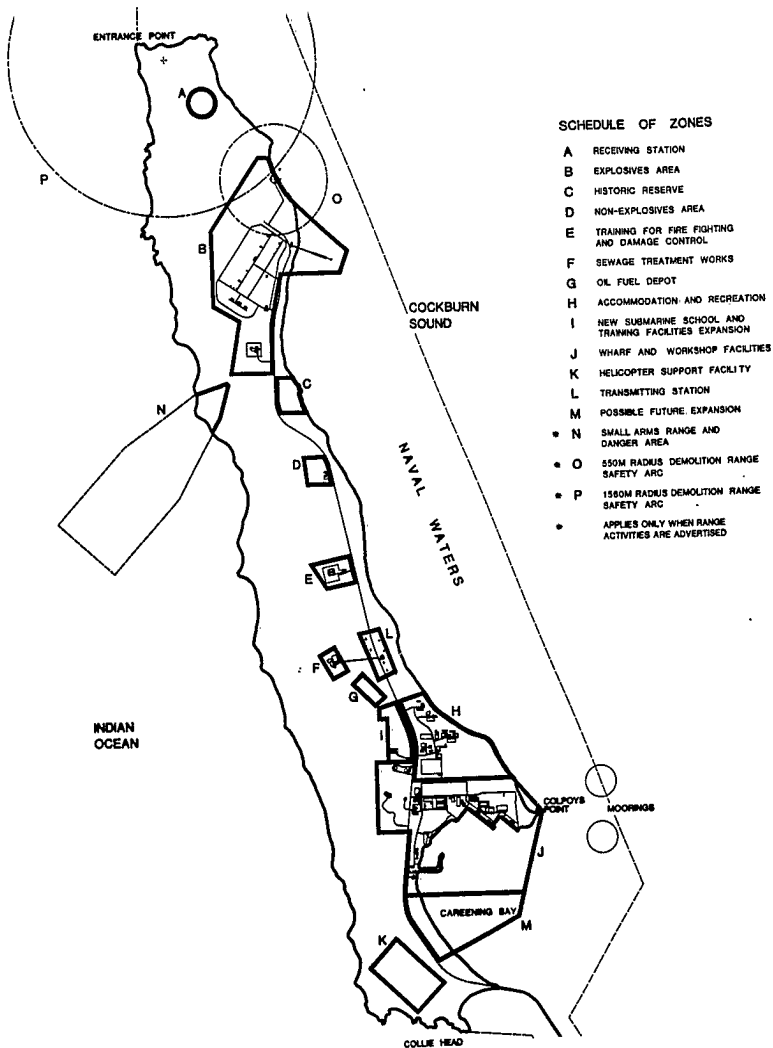 ENTRANCE POINT
A
P
O
B
C
N
D
E
L
F
G
H
I
J
M
K
COCKBURN
SOUND
NAVAL WATERS
INDIAN
OCEAN
COLPOYS
POINT
MOORINGS
CAREENING BAY
COLLIE HEAD
SCHEDULE OF ZONES
A RECEIVING STATION
B EXPLOSIVES AREA
C HISTORIC RESERVE
D NON-EXPLOSIVES AREA
E TRAINING FOR FIRE FIGHTING
AND DAMAGE CONTROL
F SEWAGE TREATMENT WORKS
G OIL FUEL DEPOT
H ACCOMMODATION AND RECREATION
I NEW SUBMARINE SCHOOL AND
TRAINING FACILITIES EXPANSION
J WHARF AND WORKSHOP FACILITIES
K HELICOPTER SUPPORT FACILITY
L TRANSMITTING STATION
M POSSIBLE FUTURE EXPANSION
* N SMALL ARMS RANGE AND
DANGER AREA
* O 550M RADIUS DEMOLITION RANGE
SAFETY ARC
* P 1560M RADIUS DEMOLITION RANGE
SAFETY ARC
* APPLIES ONLY WHEN RANGE
ACTIVITIES ARE ADVERTISED